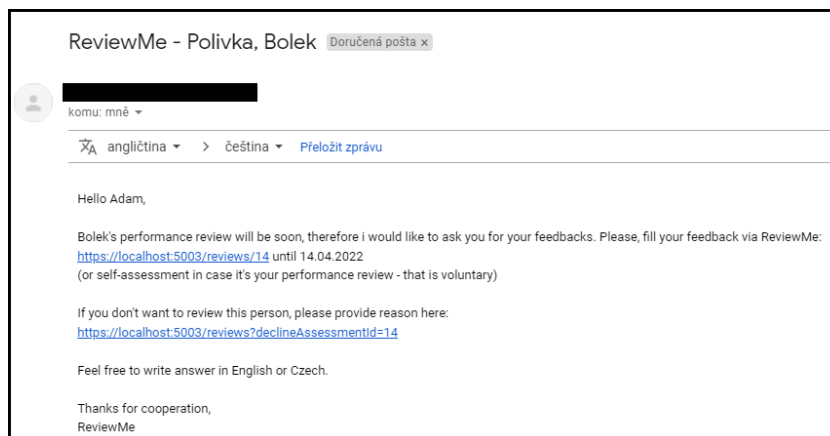 ReviewMe - Polivka, Bolek Doručená pošta x
komu: mně
angličtina > čeština Přeložit zprávu
Hello Adam,
Bolek's performance review will be soon, therefore i would like to ask you for your feedbacks. Please, fill your feedback via ReviewMe:
https://localhost:5003/reviews/14 until 14.04.2022
(or self-assessment in case it's your performance review - that is voluntary)
If you don't want to review this person, please provide reason here:
https://localhost:5003/reviews?declineAssessmentId=14
Feel free to write answer in English or Czech.
Thanks for cooperation,
ReviewMe